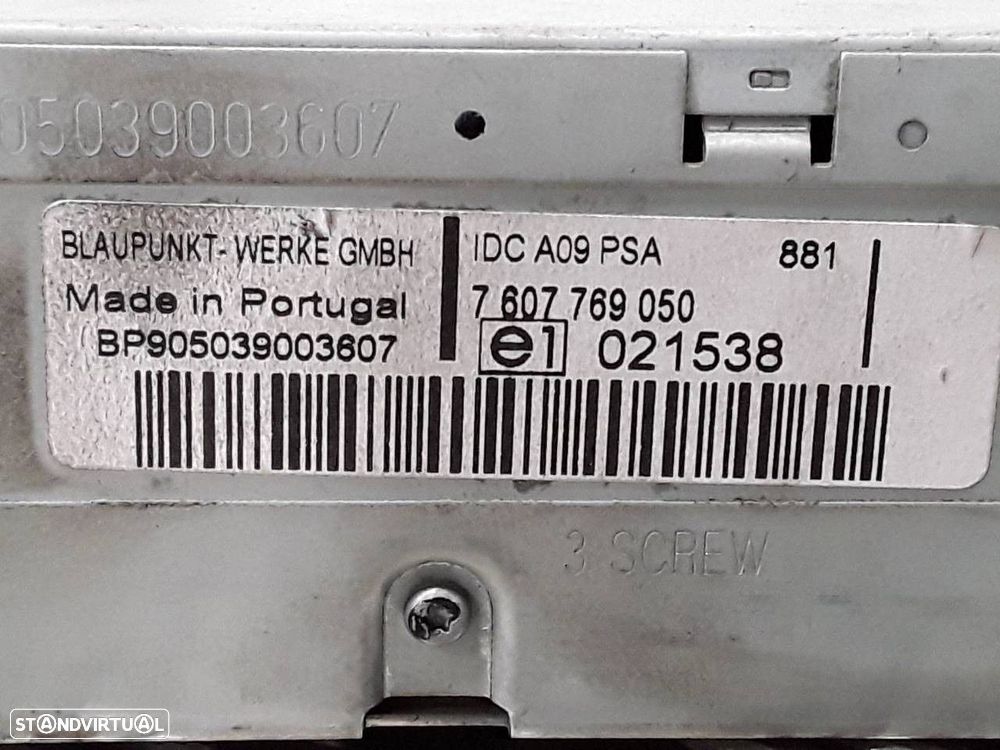 05039003607
BLAUPUNKT-WERKE GMBH
Made in Portugal
BP905039003607
IDC A09 PSA 881
7 607 769 050
e1 021538
3 SCREW
STANDVIRTUAL